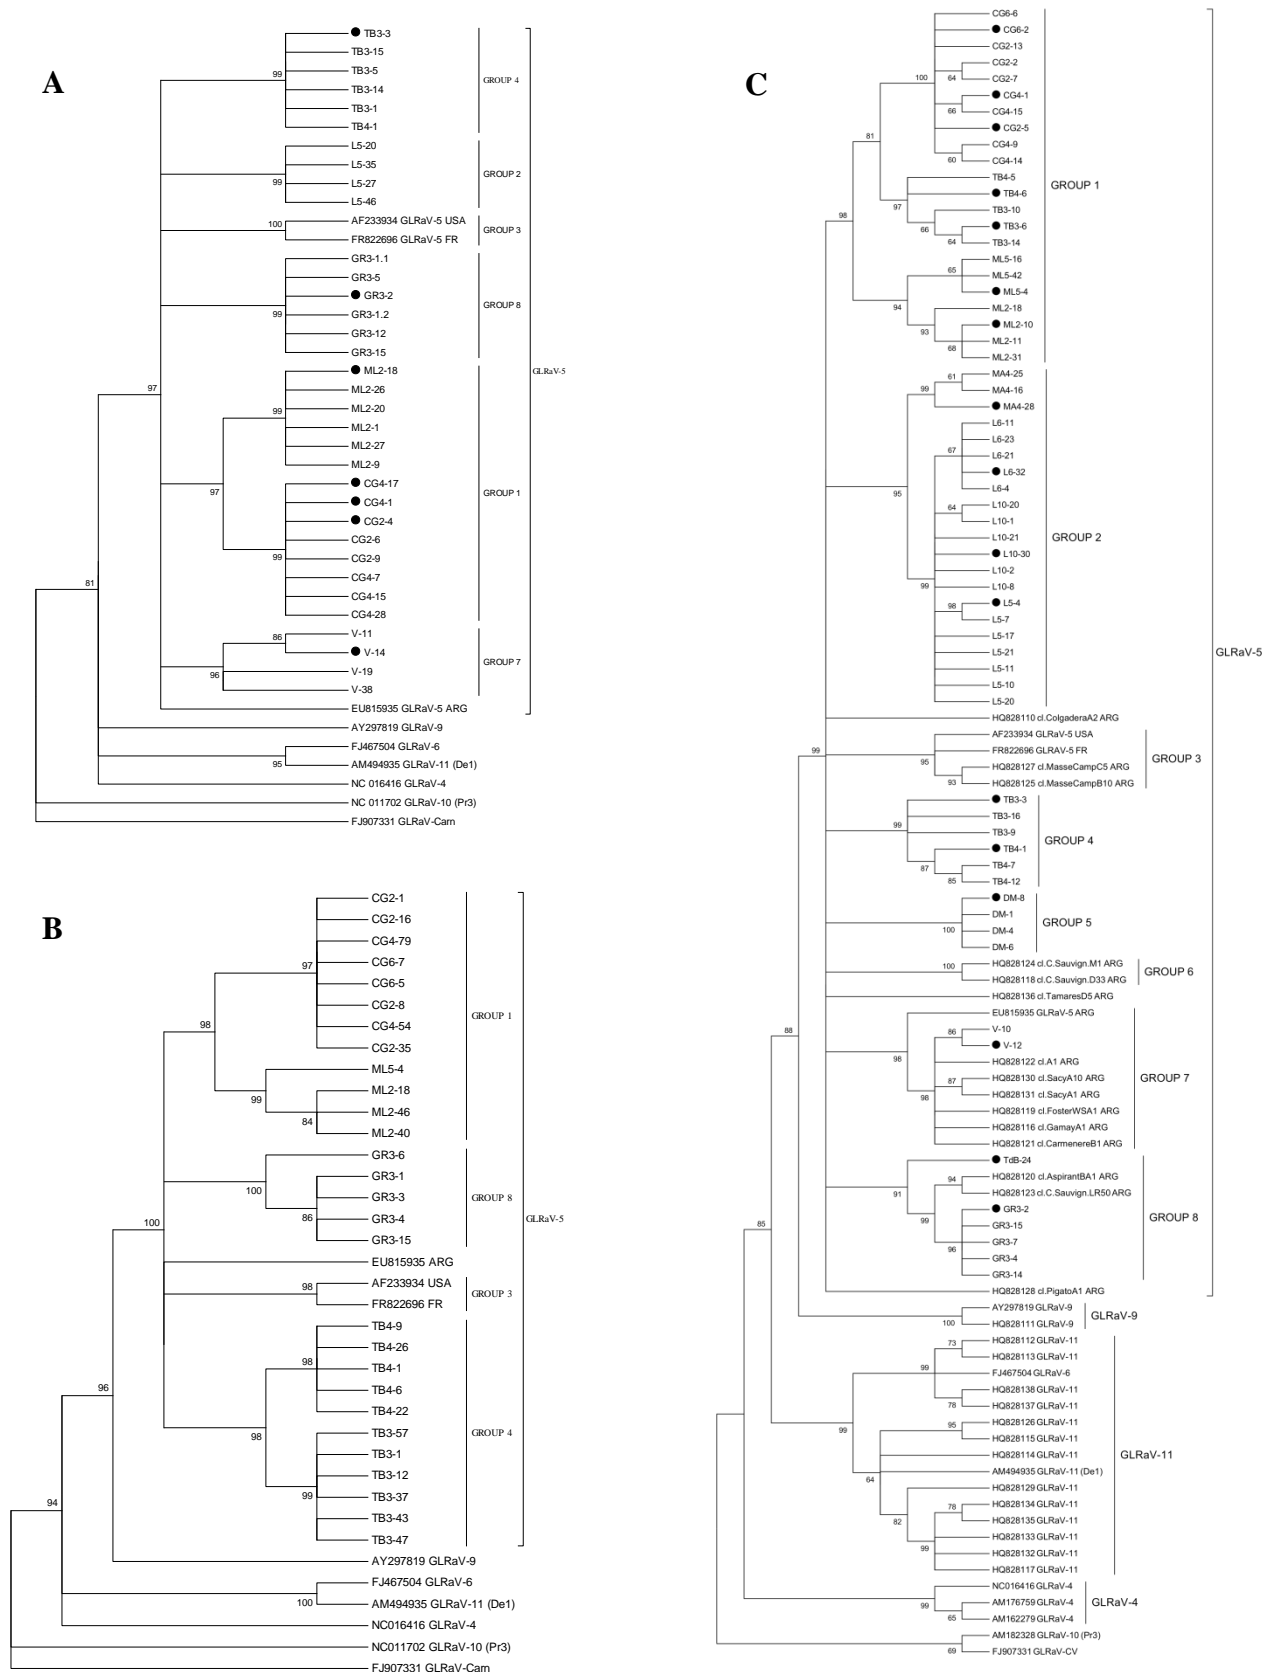 A
TB3-3
TB3-15
TB3-5
TB3-14
TB3-1
TB4-1
99
GROUP 4
L5-20
L5-35
L5-27
L5-46
99
GROUP 2
AF233934 GLRaV-5 USA
FR822696 GLRaV-5 FR
100
GROUP 3
GR3-1.1
GR3-5
GR3-2
GR3-1.2
GR3-12
GR3-15
99
GROUP 8
GLRaV-5
97
ML2-18
ML2-26
ML2-20
ML2-1
ML2-27
ML2-9
99
CG4-17
CG4-1
CG2-4
CG2-6
CG2-9
CG4-7
CG4-15
CG4-28
97
99
GROUP 1
V-11
V-14
V-19
V-38
86
96
GROUP 7
EU815935 GLRaV-5 ARG
AY297819 GLRaV-9
FJ467504 GLRaV-6
AM494935 GLRaV-11 (De1)
81
95
NC 016416 GLRaV-4
NC 011702 GLRaV-10 (Pr3)
FJ907331 GLRaV-Carn
B
CG2-1
CG2-16
CG4-79
CG6-7
CG6-5
CG2-8
CG4-54
CG2-35
97
98
GROUP 1
ML5-4
ML2-18
ML2-46
ML2-40
99
84
GR3-6
GR3-1
GR3-3
GR3-4
GR3-15
100
86
GROUP 8
GLRaV-5
100
EU815935 ARG
AF233934 USA
FR822696 FR
98
GROUP 3
TB4-9
TB4-26
TB4-1
TB4-6
TB4-22
98
96
TB3-57
TB3-1
TB3-12
TB3-37
TB3-43
TB3-47
98
99
GROUP 4
94
AY297819 GLRaV-9
FJ467504 GLRaV-6
AM494935 GLRaV-11 (De1)
100
NC016416 GLRaV-4
NC011702 GLRaV-10 (Pr3)
FJ907331 GLRaV-Carn
C
CG6-6
CG6-2
CG2-13
CG2-2
CG2-7
CG4-1
CG4-15
CG2-5
CG4-9
CG4-14
100
64
66
60
81
TB4-5
TB4-6
TB3-10
TB3-6
TB3-14
97
66
64
GROUP 1
98
ML5-16
ML5-42
ML5-4
ML2-18
ML2-10
ML2-11
ML2-31
65
94
93
68
MA4-25
MA4-16
MA4-28
61
99
L6-11
L6-23
L6-21
L6-32
L6-4
67
95
L10-20
L10-1
L10-21
L10-30
L10-2
L10-8
64
99
GROUP 2
L5-4
L5-7
L5-17
L5-21
L5-11
L5-10
L5-20
98
GLRaV-5
HQ828110 cl.ColgaderaA2 ARG
AF233934 GLRaV-5 USA
FR822696 GLRAV-5 FR
HQ828127 cl.MasseCampC5 ARG
HQ828125 cl.MasseCampB10 ARG
99
95
93
GROUP 3
TB3-3
TB3-16
TB3-9
TB4-1
TB4-7
TB4-12
99
87
85
GROUP 4
DM-8
DM-1
DM-4
DM-6
100
GROUP 5
HQ828124 cl.C.Sauvign.M1 ARG
HQ828118 cl.C.Sauvign.D33 ARG
100
GROUP 6
HQ828136 cl.TamaresD5 ARG
EU815935 GLRaV-5 ARG
V-10
V-12
HQ828122 cl.A1 ARG
HQ828130 cl.SacyA10 ARG
HQ828131 cl.SacyA1 ARG
HQ828119 cl.FosterWSA1 ARG
HQ828116 cl.GamayA1 ARG
HQ828121 cl.CarmenereB1 ARG
88
86
98
87
98
GROUP 7
TdB-24
HQ828120 cl.AspirantBA1 ARG
HQ828123 cl.C.Sauvign.LR50 ARG
GR3-2
GR3-15
GR3-7
GR3-4
GR3-14
91
94
99
96
GROUP 8
85
HQ828128 cl.PigatoA1 ARG
AY297819 GLRaV-9
HQ828111 GLRaV-9
100
GLRaV-9
HQ828112 GLRaV-11
HQ828113 GLRaV-11
FJ467504 GLRaV-6
HQ828138 GLRaV-11
HQ828137 GLRaV-11
73
99
78
HQ828126 GLRaV-11
HQ828115 GLRaV-11
HQ828114 GLRaV-11
AM494935 GLRaV-11 (De1)
95
99
64
GLRaV-11
HQ828129 GLRaV-11
HQ828134 GLRaV-11
HQ828135 GLRaV-11
HQ828133 GLRaV-11
HQ828132 GLRaV-11
HQ828117 GLRaV-11
78
82
99
NC016416 GLRaV-4
AM176759 GLRaV-4
AM162279 GLRaV-4
99
65
GLRaV-4
AM182328 GLRaV-10 (Pr3)
FJ907331 GLRaV-CV
69